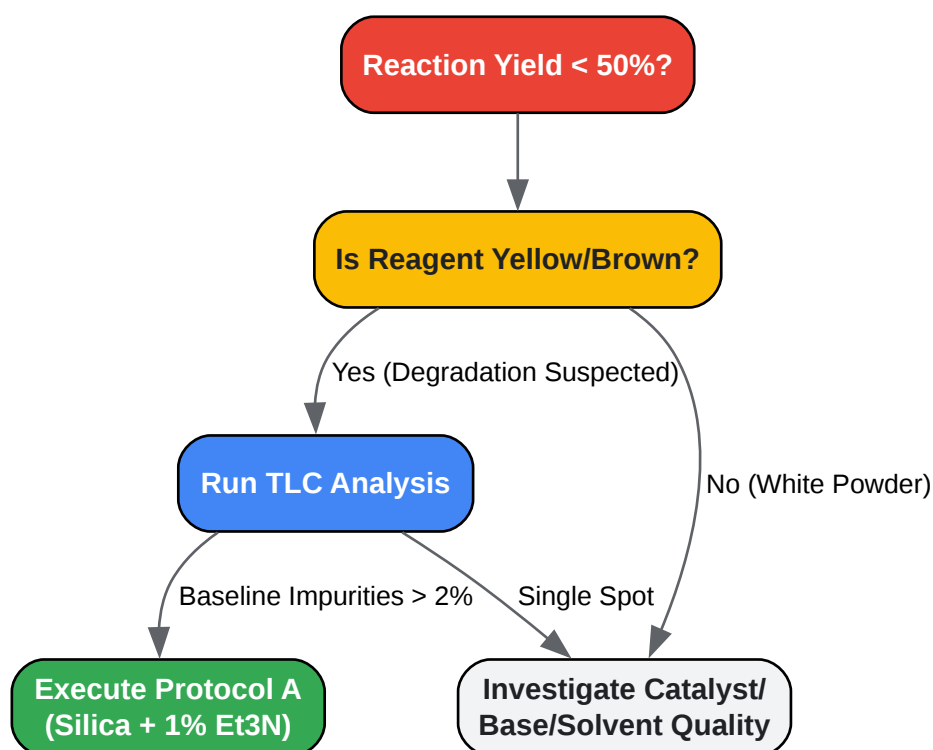 Reaction Yield < 50%?
Is Reagent Yellow/Brown?
Yes (Degradation Suspected)
Run TLC Analysis
No (White Powder)
Baseline Impurities > 2%
Single Spot
Execute Protocol A
(Silica + 1% Et3N)
Investigate Catalyst/
Base/Solvent Quality